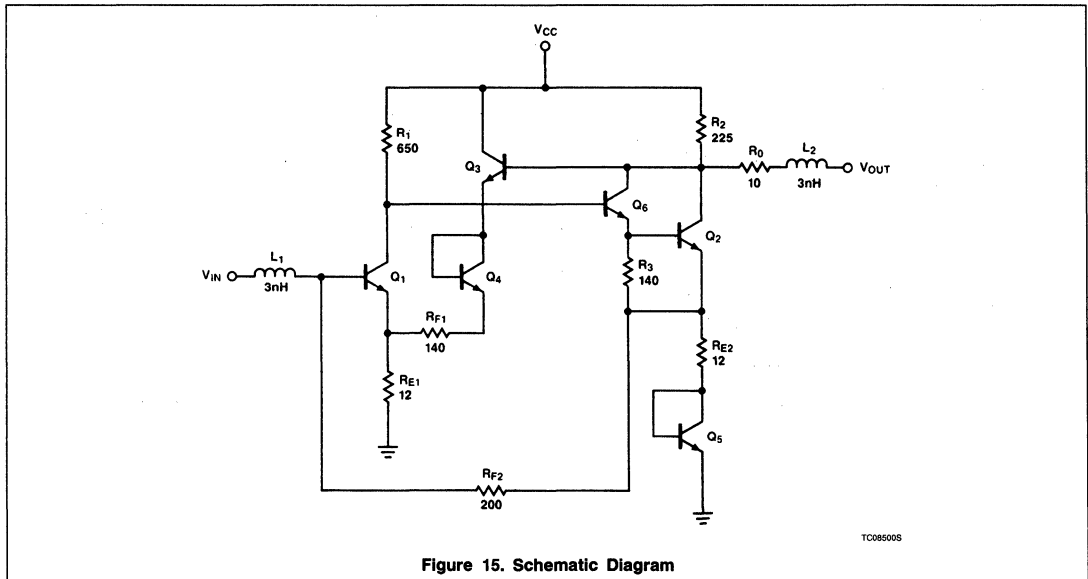 VCC
R1
650
R2
225
R0
10
L2
3nH
VOUT
Q3
Q6
Q2
L1
3nH
VIN
Q1
Q4
R3
140
RF1
140
RE1
12
RE2
12
Q5
RF2
200
TC08500S
Figure 15. Schematic Diagram